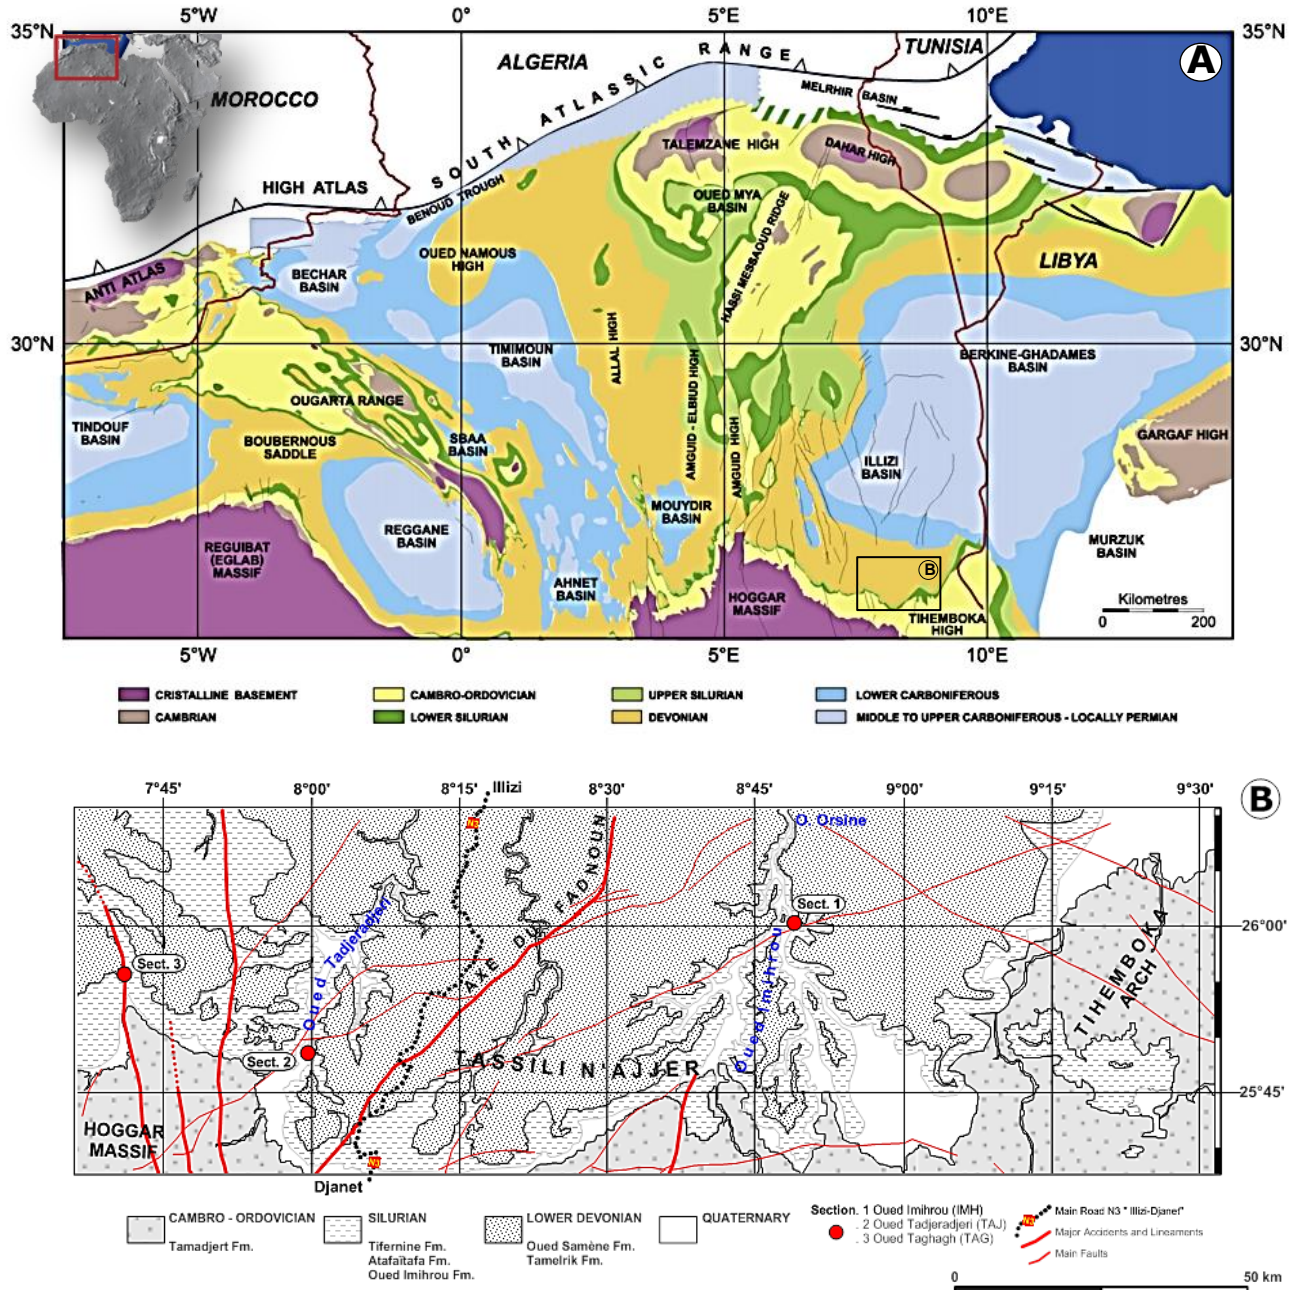 5°W 0° 5°E 10°E
35°N 35°N
A
ALGERIA
TUNISIA
MOROCCO
SOUTH ATLASSIC RANGE
MELRHIR BASIN
HIGH ATLAS
BENOUD TROUGH
TALEMZANE HIGH
DAHAR HIGH
OUED MYA
BASIN
HASSI MESSAOUD RIDGE
OUED NAMOUS
HIGH
LIBYA
ANTI ATLAS
BECHAR
BASIN
30°N 30°N
TIMIMOUN
BASIN
ALLAL HIGH
BERKINE-GHADAMES
BASIN
OUGARTA RANGE
AMGUID - ELBIUD HIGH
AMGUID HIGH
TINDOUF
BASIN
BOUBERNOUS
SADDLE
SBAA
BASIN
GARGAF HIGH
ILLIZI
BASIN
MOUYDIR
BASIN
REGGANE
BASIN
REGUIBAT
(EGLAB)
MASSIF
MURZUK
BASIN
AHNET
BASIN
HOGGAR
MASSIF
B
TIHEMBOKA
HIGH
Kilometres
0 200
5°W 0° 5°E 10°E
CRISTALLINE BASEMENT
CAMBRIAN
CAMBRO-ORDOVICIAN
LOWER SILURIAN
UPPER SILURIAN
DEVONIAN
LOWER CARBONIFEROUS
MIDDLE TO UPPER CARBONIFEROUS - LOCALLY PERMIAN
B
7°45' 8°00' 8°15' 8°30' 8°45' 9°00' 9°15' 9°30'
Illizi
N3
O. Orsine
AXE DU FADNOUN
Sect. 1
26°00'
Oued Tadjeradjeri
Sect. 3
Oued Imihrou
TIHEMBOKA
ARCH
Sect. 2
TASSILI N'AJJER
25°45'
HOGGAR
MASSIF
N3
Djanet
CAMBRO - ORDOVICIAN
Tamadjert Fm.
SILURIAN
Tifernine Fm.
Atafaïtafa Fm.
Oued Imihrou Fm.
LOWER DEVONIAN
Oued Samène Fm.
Tamelrik Fm.
QUATERNARY
Section. 1 Oued Imihrou (IMH)
. 2 Oued Tadjeradjeri (TAJ)
. 3 Oued Taghagh (TAG)
N3
Main Road N3 " Illizi-Djanet"
Major Accidents and Lineaments
Main Faults
0 50 km